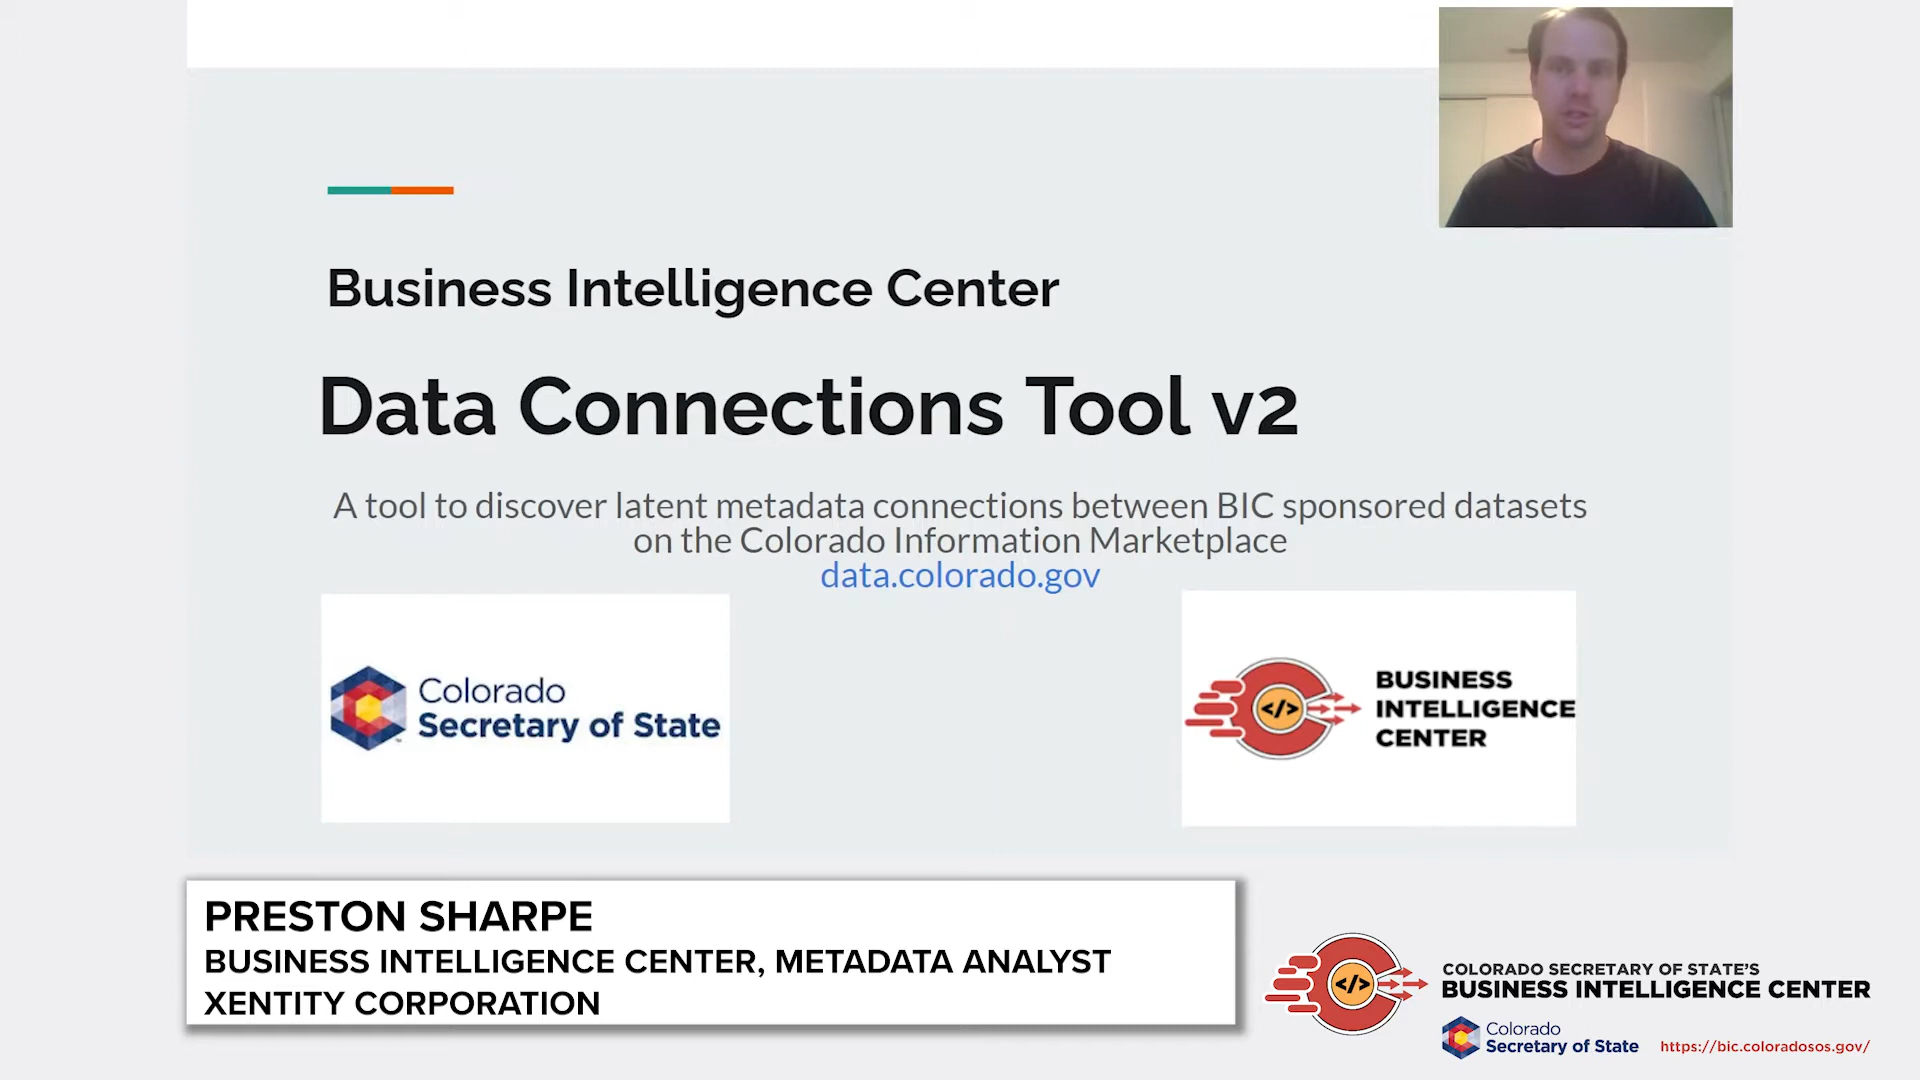 Business Intelligence Center
Data Connections Tool v2
A tool to discover latent metadata connections between BIC sponsored datasets
on the Colorado Information Marketplace
data.colorado.gov
Colorado
Secretary of State
</>
BUSINESS
INTELLIGENCE
CENTER
PRESTON SHARPE
BUSINESS INTELLIGENCE CENTER, METADATA ANALYST
XENTITY CORPORATION
</>
COLORADO SECRETARY OF STATE'S
BUSINESS INTELLIGENCE CENTER
Colorado
Secretary of State
https://bic.coloradosos.gov/